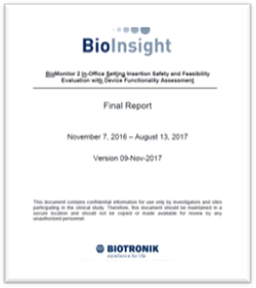 BioInsight
BioMonitor 2 In-Office Setting Insertion Safety and Feasibility
Evaluation with Device Functionality Assessment
Final Report
November 7, 2016 – August 13, 2017
Version 09-Nov-2017
This document contains confidential information for use only by investigators and sites
participating in the clinical study. Therefore, this document should be maintained in a
secure location and should not be copied or made available for review by any
unauthorized personnel
BIOTRONIK
excellence for life